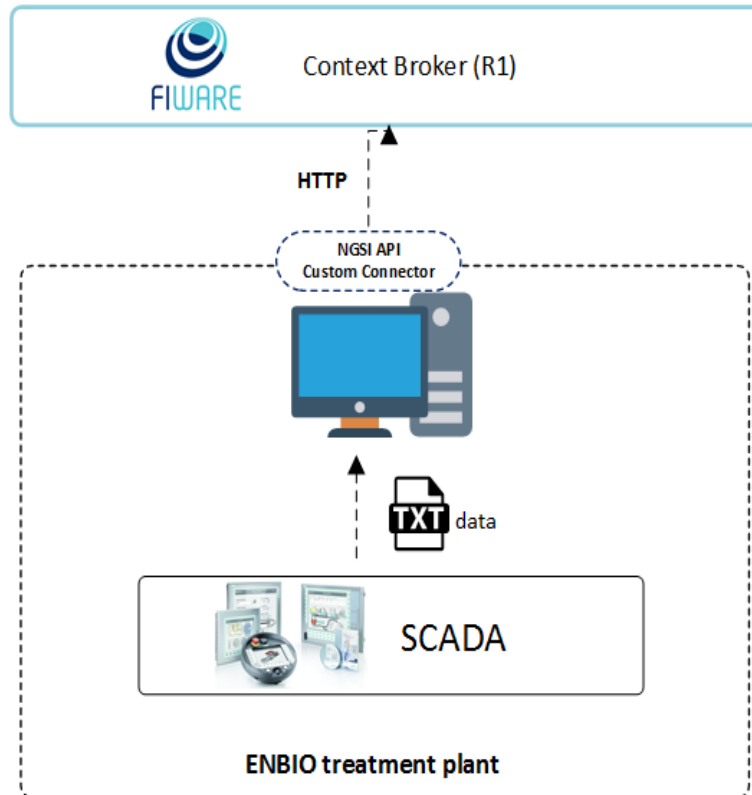 FIWARE
Context Broker (R1)
HTTP
NGSI API
Custom Connector
TXT data
SCADA
ENBIO treatment plant